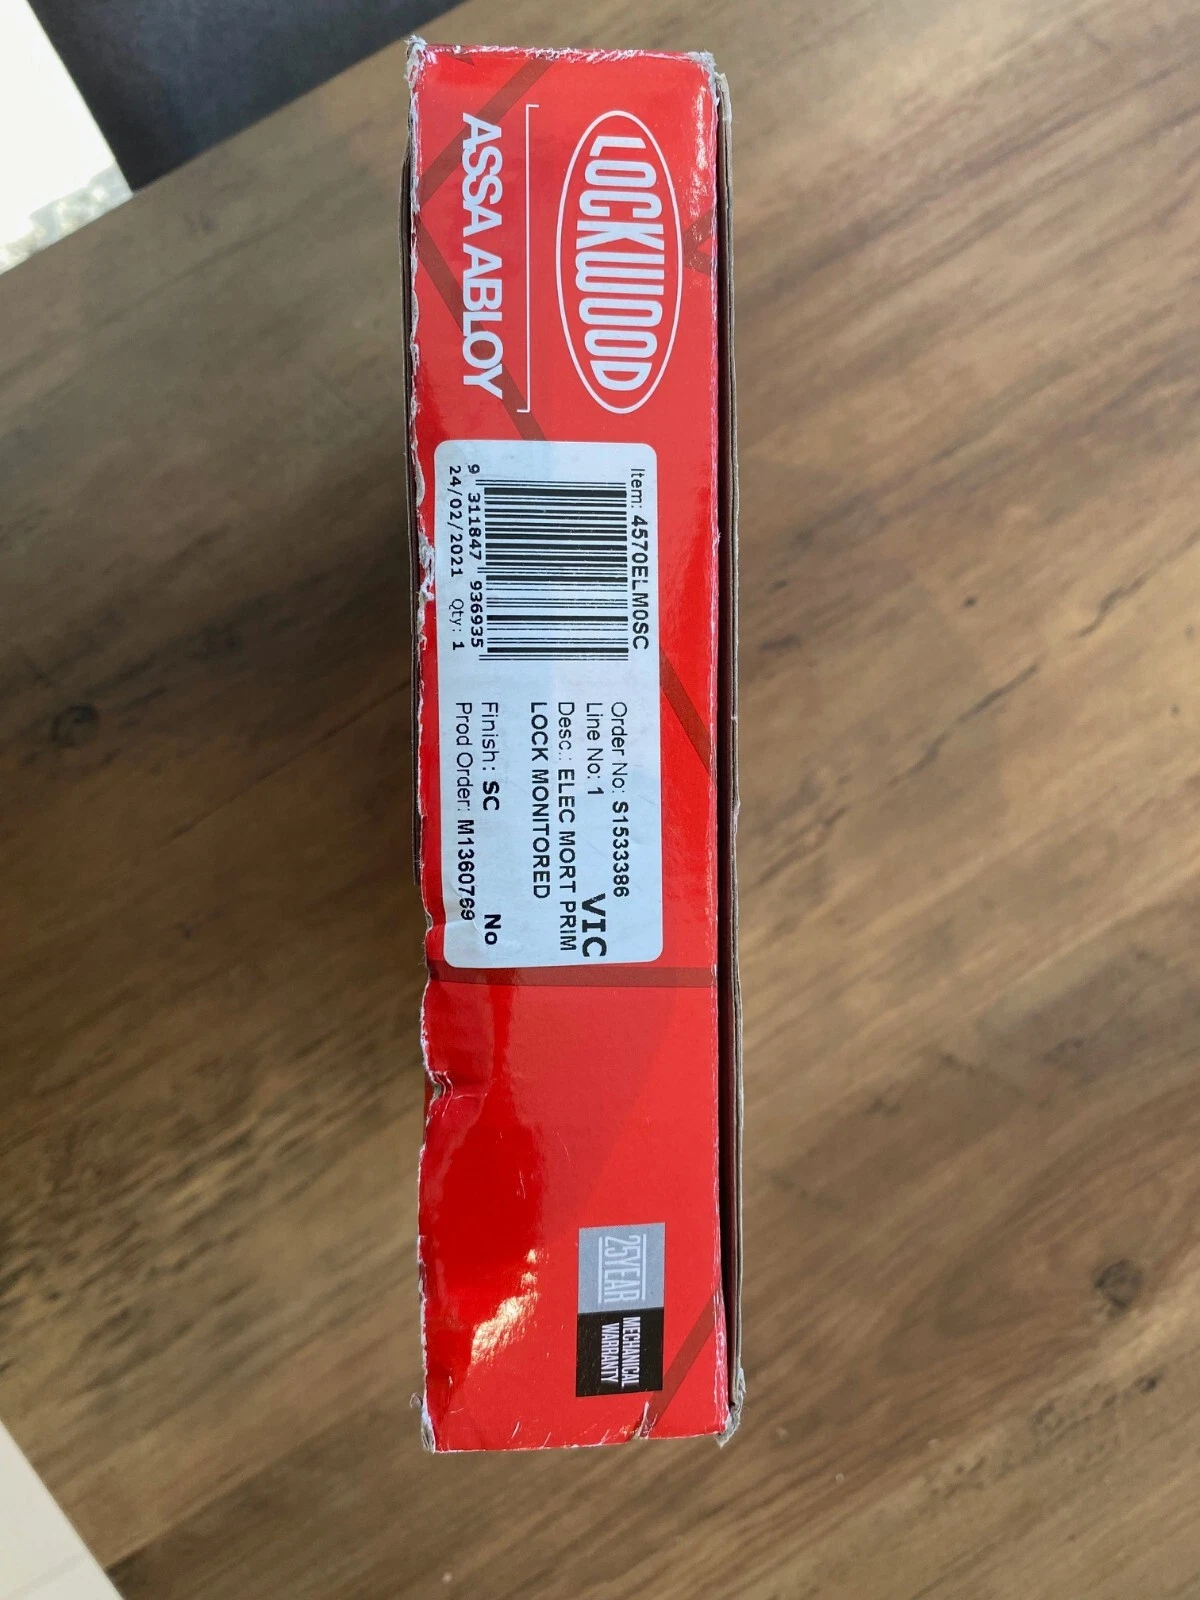 LOCKWOOD
ASSA ABLOY
Item: 4570ELM0SC
9 311847 936935
24/02/2021 Qty: 1
Order No: S1533386
Line No: 1 VIC
Desc.: ELEC MORT PRIM
LOCK MONITORED
Finish: SC No
Prod Order: M1360769
25YEAR
MECHANICAL
WARRANTY